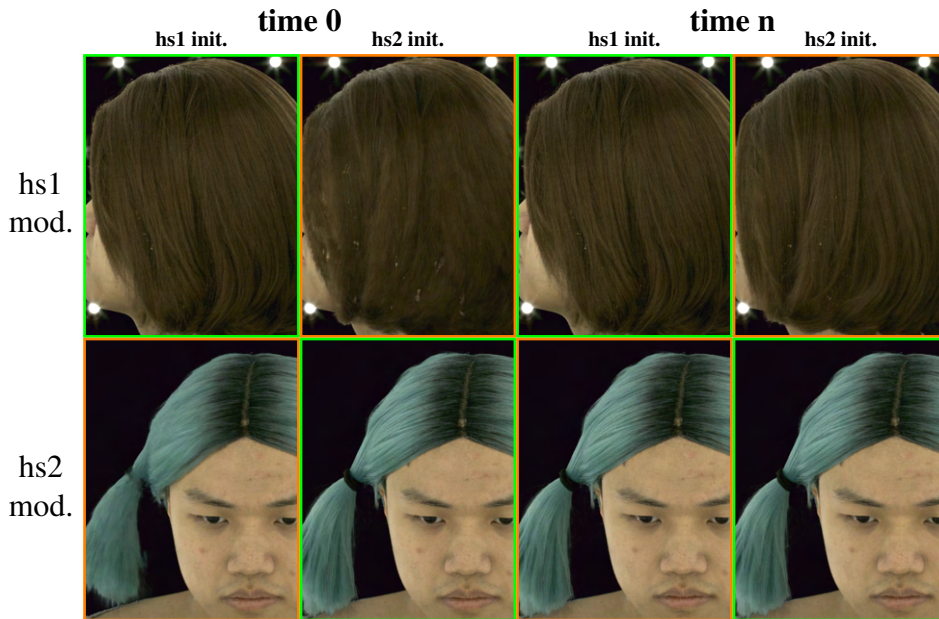 time 0
time n
hs1 init.
hs2 init.
hs1 init.
hs2 init.
hs1
mod.
hs2
mod.